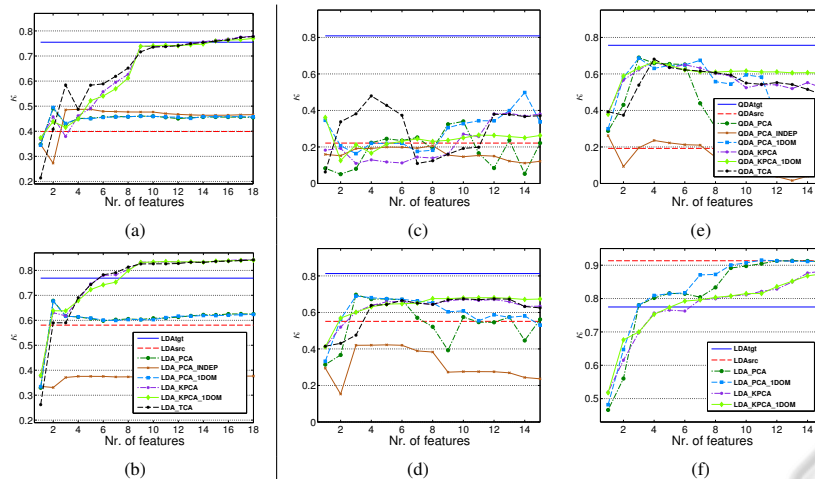 0.8
0.7
0.6
0.5
0.4
0.3
0.2
κ
2 4 6 8 10 12 14 16 18
Nr. of features
(a)
0.8
0.6
0.4
0.2
0
κ
2 4 6 8 10 12 14
Nr. of features
(c)
0.8
0.6
0.4
0.2
0
κ
QDAtgt
QDAsrc
QDA_PCA
QDA_PCA_INDEP
QDA_PCA_1DOM
QDA_KPCA
QDA_KPCA_1DOM
QDA_TCA
2 4 6 8 10 12 14
Nr. of features
(e)
0.8
0.7
0.6
0.5
0.4
0.3
0.2
κ
LDAtgt
LDAsrc
LDA_PCA
LDA_PCA_INDEP
LDA_PCA_1DOM
LDA_KPCA
LDA_KPCA_1DOM
LDA_TCA
2 4 6 8 10 12 14 16 18
Nr. of features
(b)
0.8
0.6
0.4
0.2
0
κ
2 4 6 8 10 12 14
Nr. of features
(d)
0.9
0.8
0.7
0.6
0.5
κ
LDAtgt
LDAsrc
LDA_PCA
LDA_PCA_1DOM
LDA_KPCA
LDA_KPCA_1DOM
2 4 6 8 10 12 14
Nr. of features
(f)